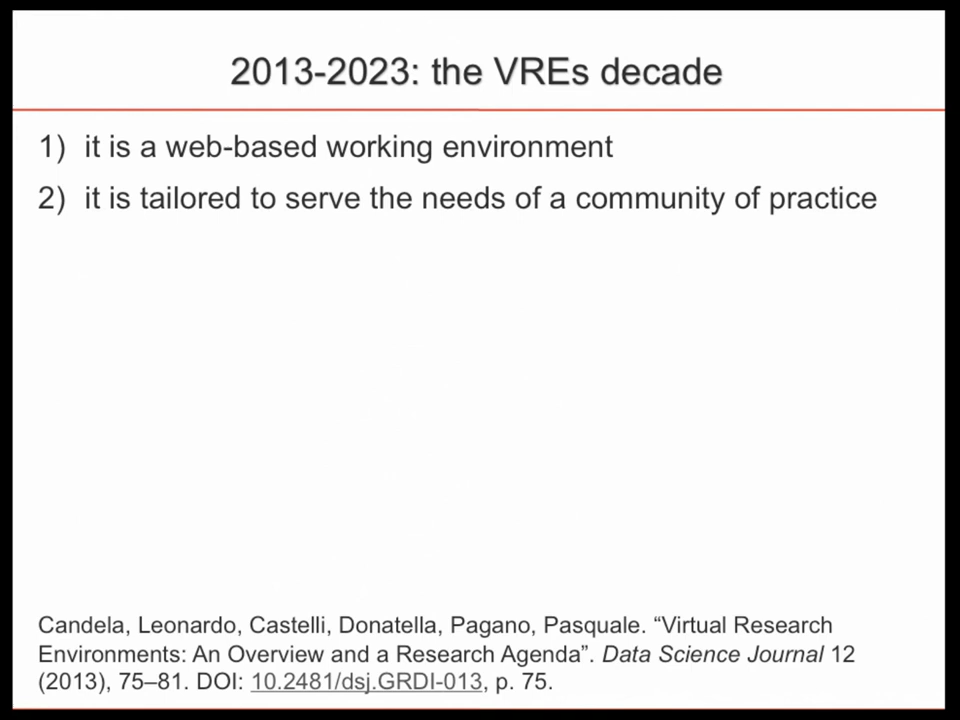 2013-2023: the VREs decade
1) it is a web-based working environment
2) it is tailored to serve the needs of a community of practice
Candela, Leonardo, Castelli, Donatella, Pagano, Pasquale. “Virtual Research
Environments: An Overview and a Research Agenda”. Data Science Journal 12
(2013), 75–81. DOI: 10.2481/dsj.GRDI-013, p. 75.